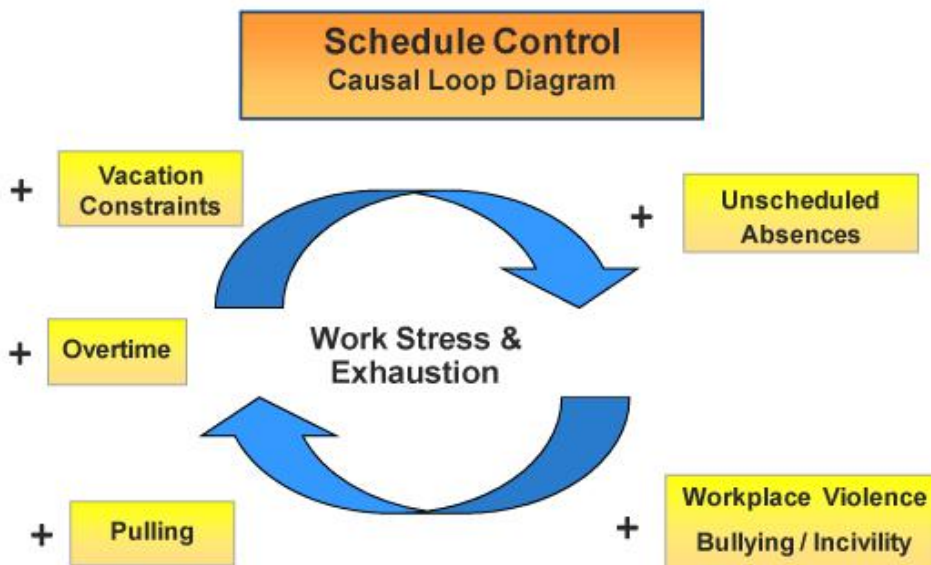 Schedule Control
Causal Loop Diagram
+ Vacation
Constraints
+ Unscheduled
Absences
+ Overtime
Work Stress &
Exhaustion
+ Pulling
+ Workplace Violence
Bullying / Incivility